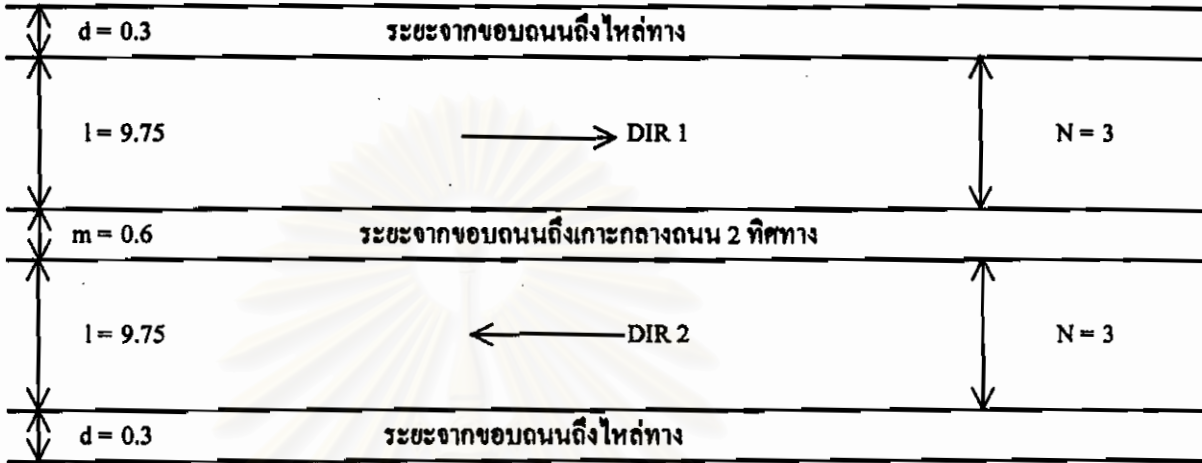 d = 0.3 ระยะจากขอบถนนถึงไหล่ทาง
l = 9.75 DIR 1 N = 3
m = 0.6 ระยะจากขอบถนนถึงเกาะกลางถนน 2 ทิศทาง
l = 9.75 DIR 2 N = 3
d = 0.3 ระยะจากขอบถนนถึงไหล่ทาง